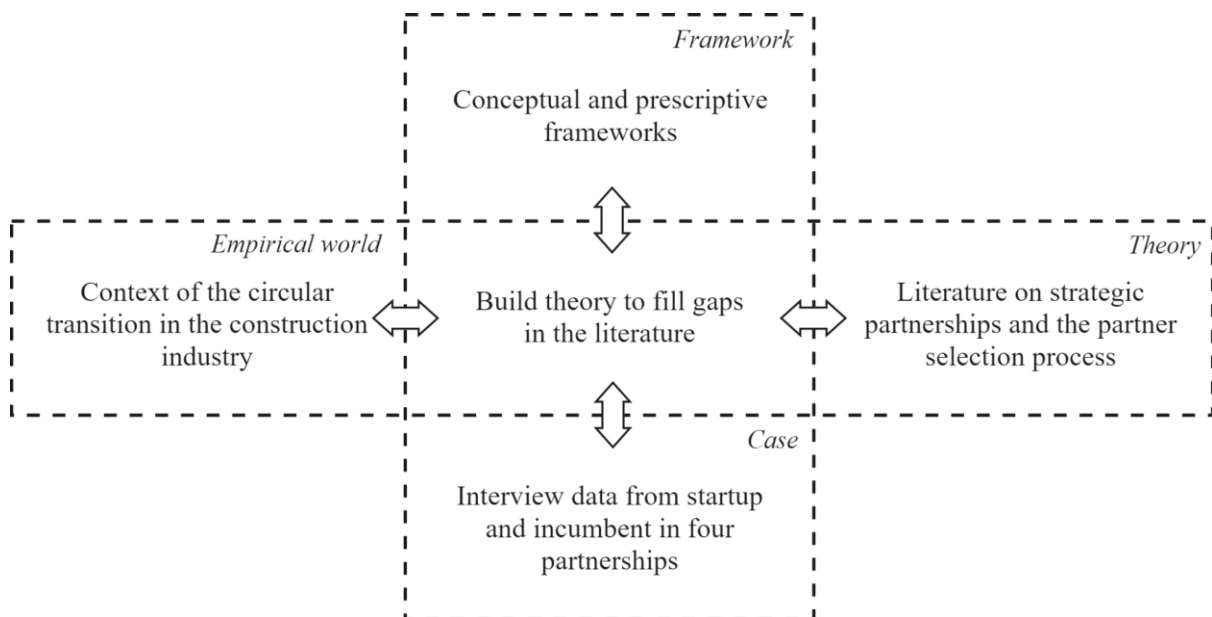 Framework
Conceptual and prescriptive
frameworks
Empirical world
Context of the circular
transition in the construction
industry
Build theory to fill gaps
in the literature
Theory
Literature on strategic
partnerships and the partner
selection process
Case
Interview data from startup
and incumbent in four
partnerships